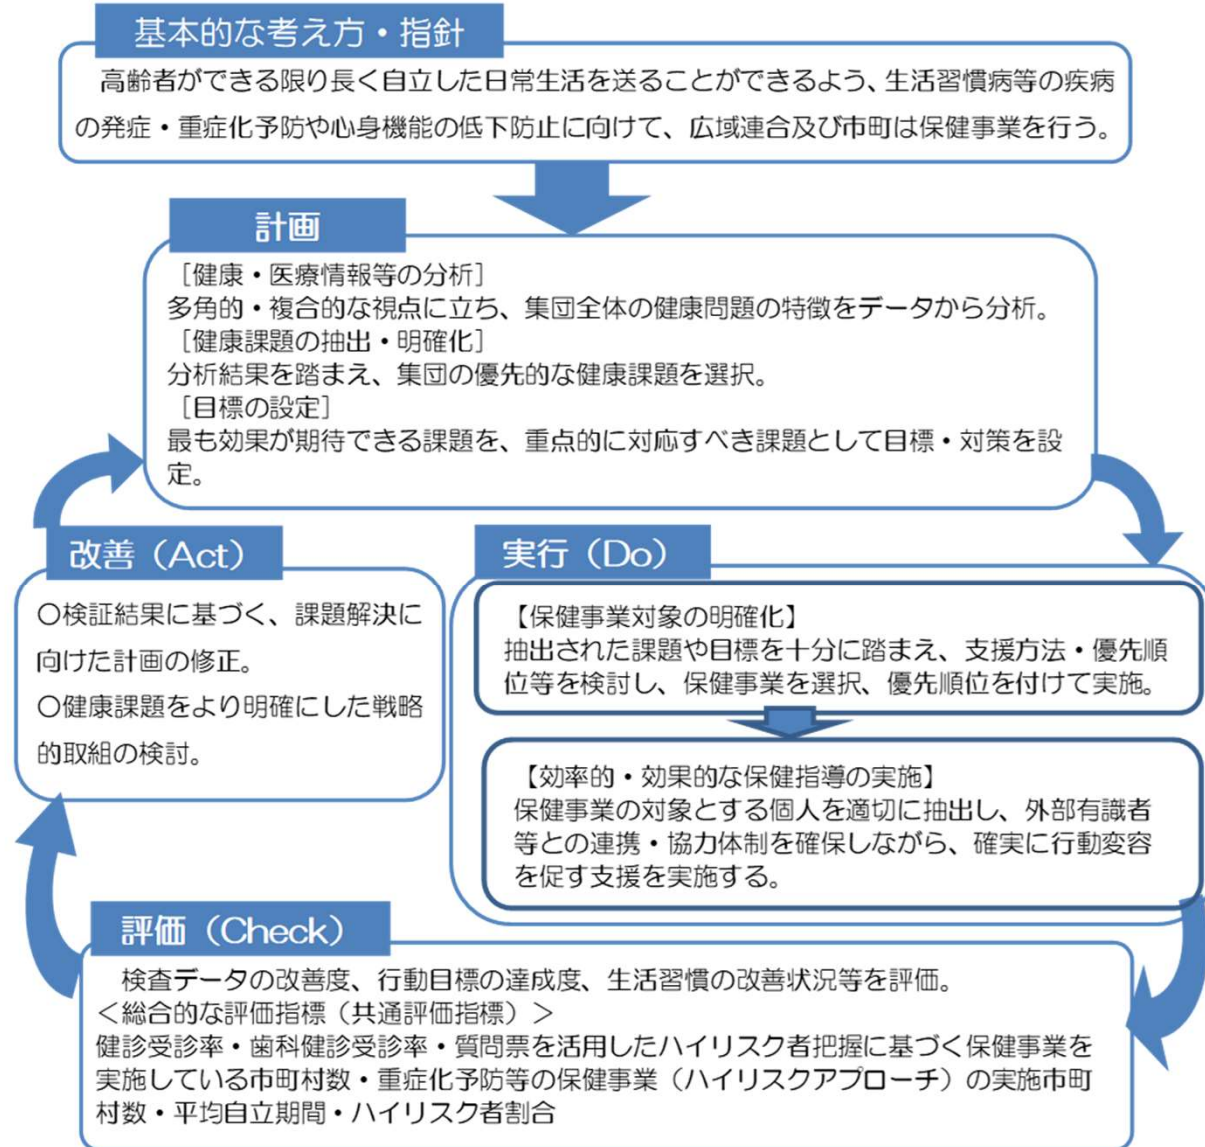 基本的な考え方・指針
高齢者ができる限り長く自立した日常生活を送ることができるよう、生活習慣病等の疾病
の発症・重症化予防や心身機能の低下防止に向けて、広域連合及び市町は保健事業を行う。
計画
［健康・医療情報等の分析］
多角的・複合的な視点に立ち、集団全体の健康問題の特徴をデータから分析。
［健康課題の抽出・明確化］
分析結果を踏まえ、集団の優先的な健康課題を選択。
［目標の設定］
最も効果が期待できる課題を、重点的に対応すべき課題として目標・対策を設
定。
実行（Do）
【保健事業対象の明確化】
抽出された課題や目標を十分に踏まえ、支援方法・優先順
位等を検討し、保健事業を選択、優先順位を付けて実施。
【効率的・効果的な保健指導の実施】
保健事業の対象とする個人を適切に抽出し、外部有識者
等との連携・協力体制を確保しながら、確実に行動変容
を促す支援を実施する。
評価（Check）
検査データの改善度、行動目標の達成度、生活習慣の改善状況等を評価。
＜総合的な評価指標（共通評価指標）＞
健診受診率・歯科健診受診率・質問票を活用したハイリスク者把握に基づく保健事業を
実施している市町村数・重症化予防等の保健事業（ハイリスクアプローチ）の実施市町
村数・平均自立期間・ハイリスク者割合
改善（Act）
〇検証結果に基づく、課題解決に
向けた計画の修正。
〇健康課題をより明確にした戦略
的取組の検討。